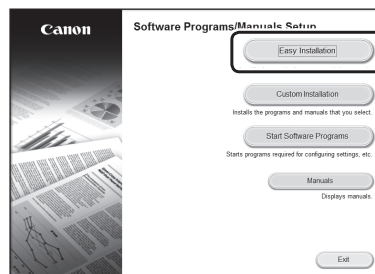 Canon
Software Programs/Manuals Setup
Easy Installation
Custom Installation
Installs the programs and manuals that you select.
Start Software Programs
Starts programs required for configuring settings, etc.
Manuals
Displays manuals.
Exit